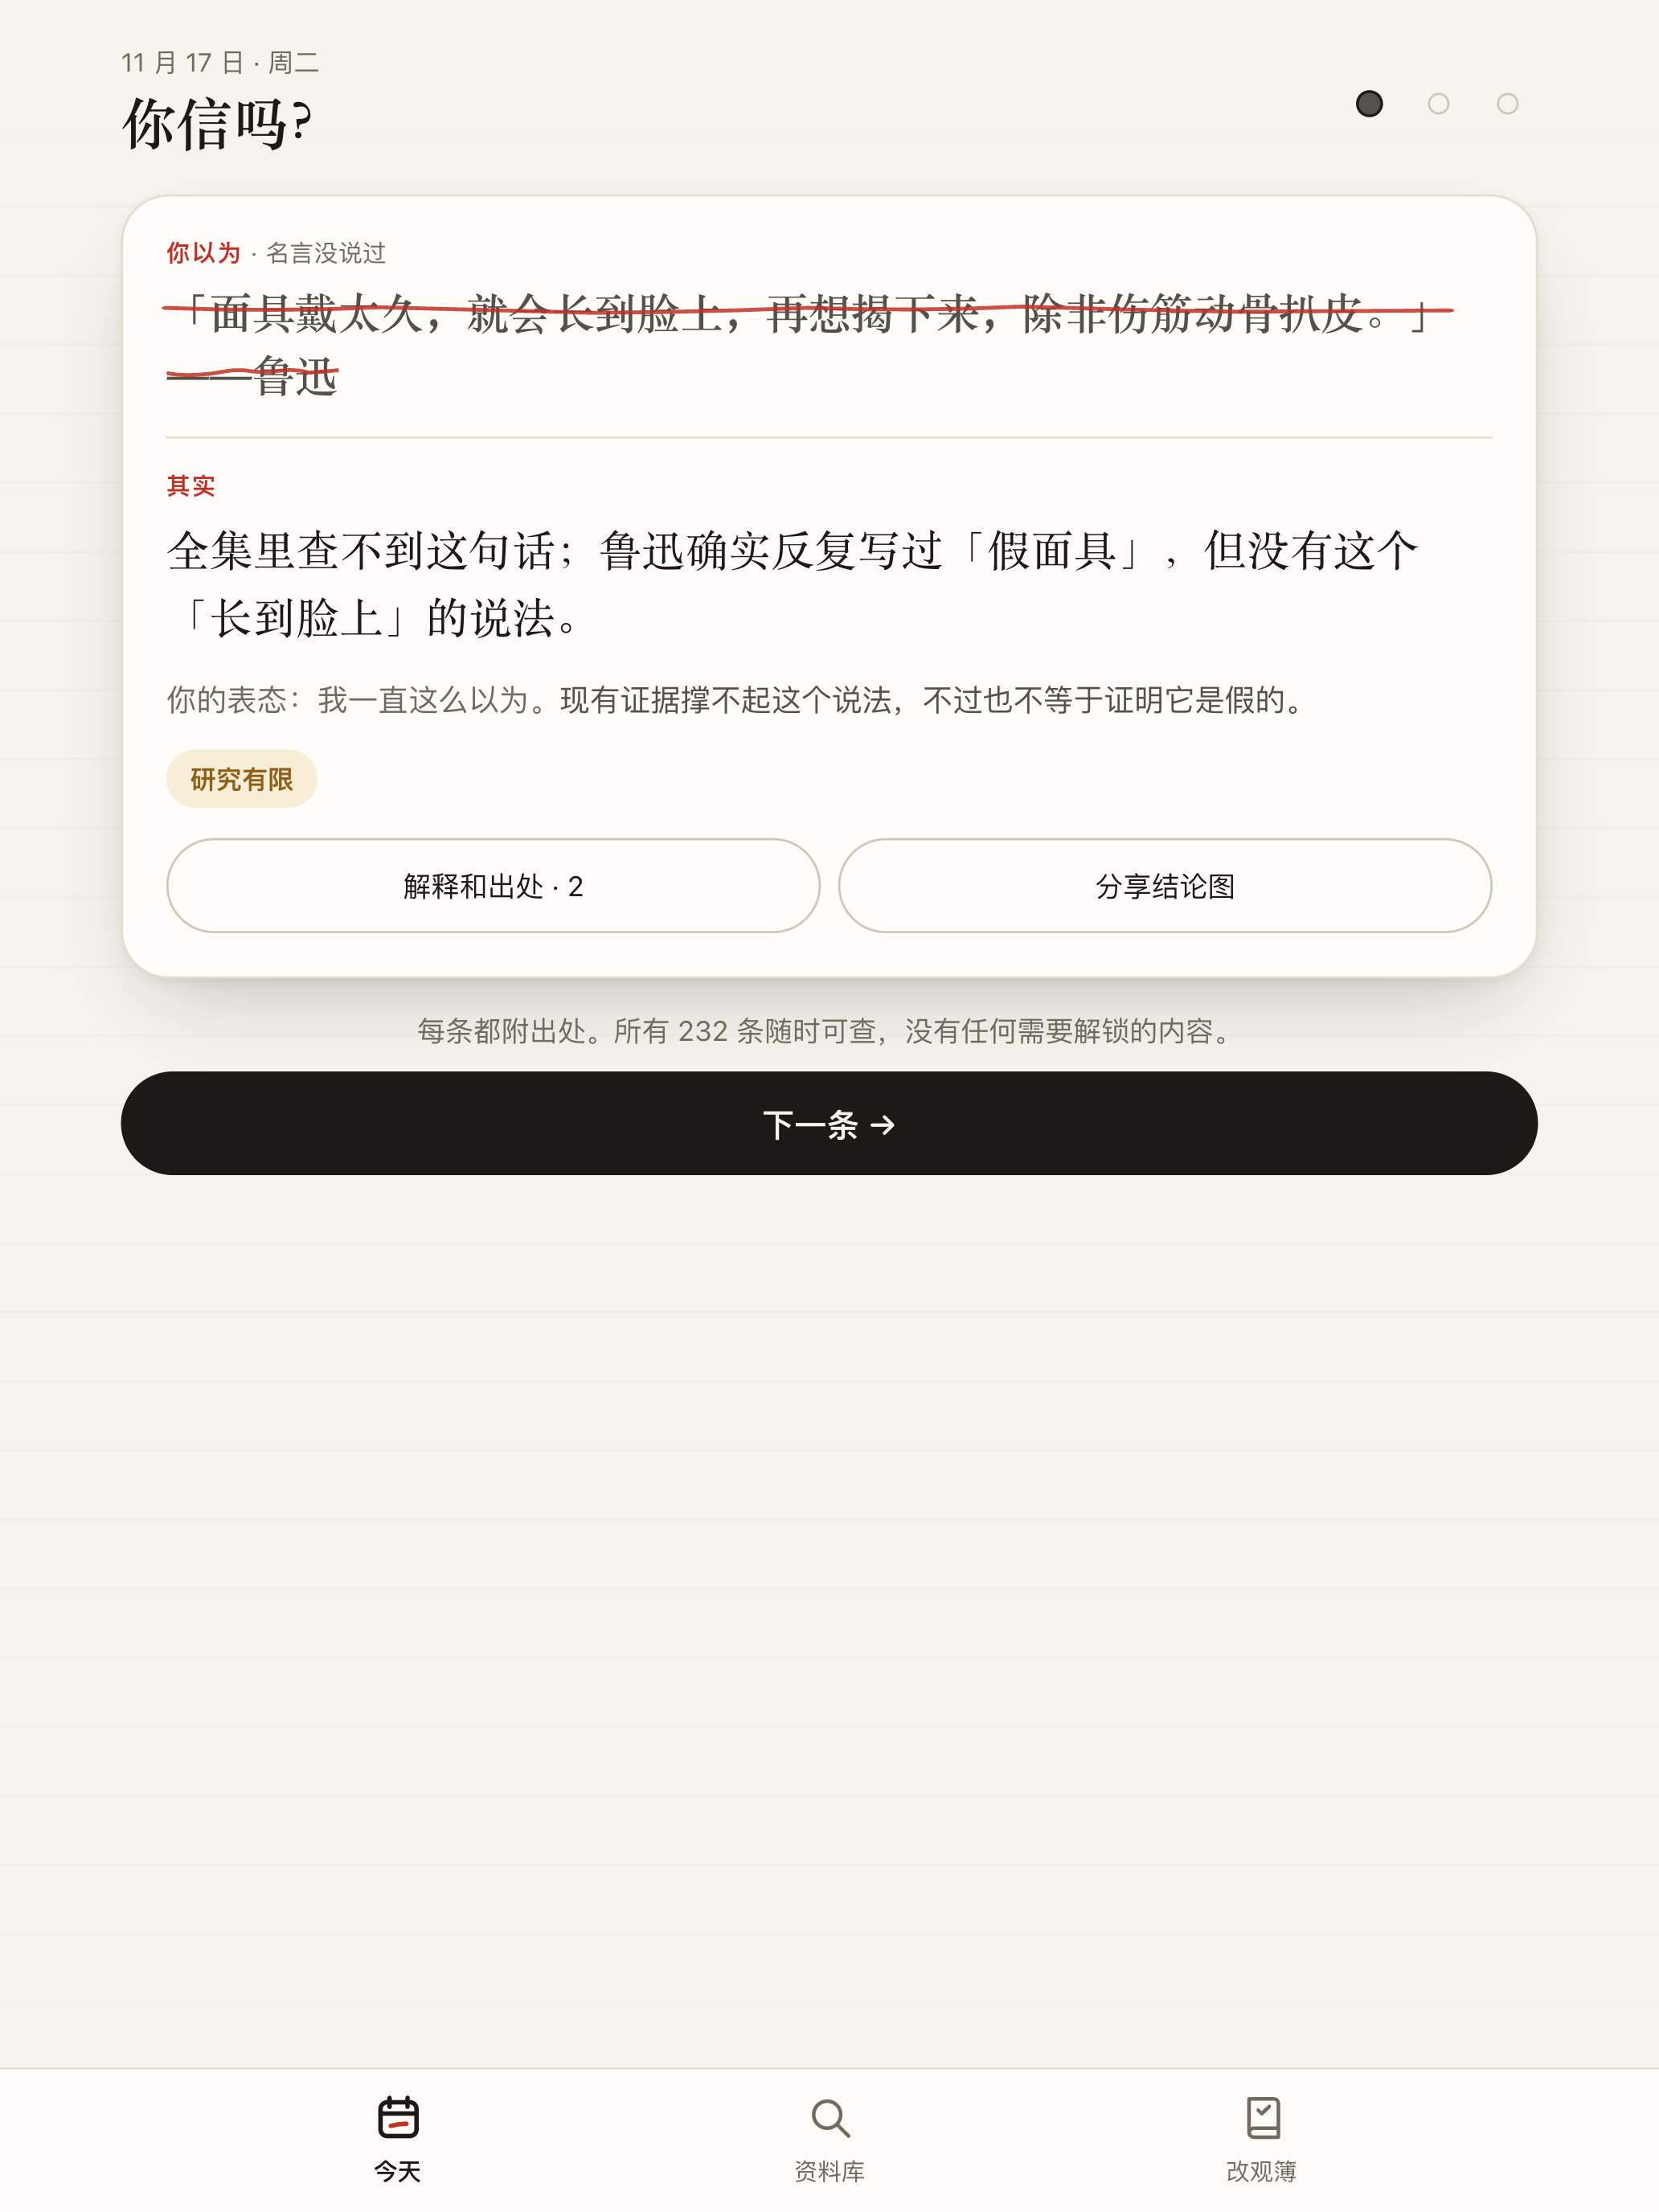 11 月 17 日 · 周二
你信吗?
你以为 · 名言没说过
「面具戴太久，就会长到脸上，再想揭下来，除非伤筋动骨扒皮。」
——鲁迅
其实
全集里查不到这句话；鲁迅确实反复写过「假面具」，但没有这个
「长到脸上」的说法。
你的表态：我一直这么以为。现有证据撑不起这个说法，不过也不等于证明它是假的。
研究有限
解释和出处 · 2
分享结论图
每条都附出处。所有 232 条随时可查，没有任何需要解锁的内容。
下一条 →
今天
资料库
改观簿